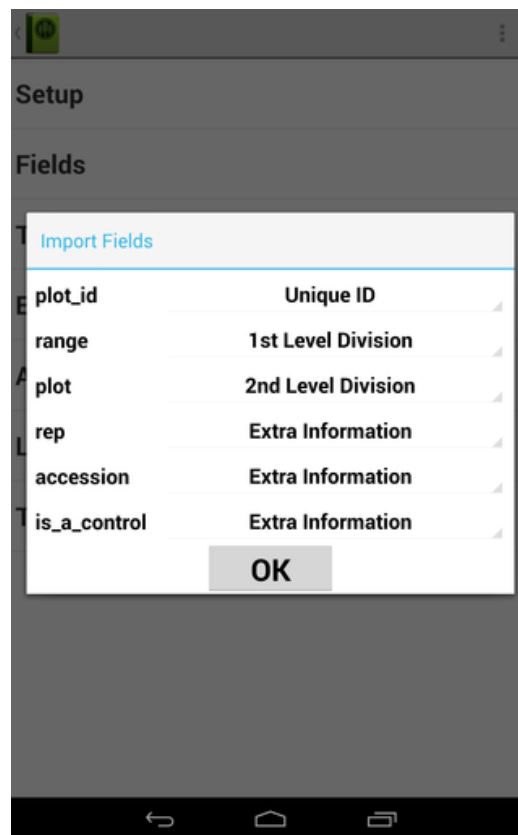 Setup
Fields
T
Import Fields
E
plot_id Unique ID
range 1st Level Division
A
plot 2nd Level Division
rep Extra Information
L
accession Extra Information
T
is_a_control Extra Information
OK